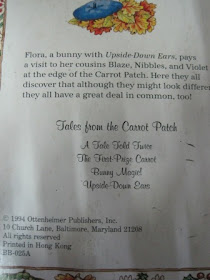 Flora, a bunny with Upside-Down Ears, pays
a visit to her cousins Blaze, Nibbles, and Violet
at the edge of the Carrot Patch. Here they all
discover that although they might look differen
they all have a great deal in common, too!
Tales from the Carrot Patch
A Tale Told Twice
The First-Prize Carrot
Bunny Magic!
Upside-Down Ears
© 1994 Ottenheimer Publishers, Inc.
10 Church Lane, Baltimore, Maryland 21208
All rights reserved
Printed in Hong Kong
BR-025A